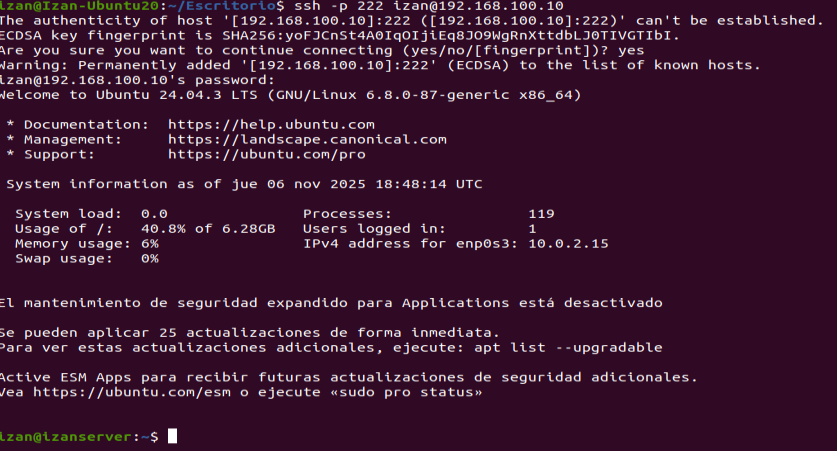 izan@Izan-Ubuntu20:~/Escritorio$ ssh -p 222 izan@192.168.100.10
The authenticity of host '[192.168.100.10]:222 ([192.168.100.10]:222)' can't be established.
ECDSA key fingerprint is SHA256:yoFJCnSt4A0IqOIjiEq8JO9WgRnXttdbLJ0TIVGTIbI.
Are you sure you want to continue connecting (yes/no/[fingerprint])? yes
Warning: Permanently added '[192.168.100.10]:222' (ECDSA) to the list of known hosts.
izan@192.168.100.10's password:
Welcome to Ubuntu 24.04.3 LTS (GNU/Linux 6.8.0-87-generic x86_64)
* Documentation: https://help.ubuntu.com
* Management: https://landscape.canonical.com
* Support: https://ubuntu.com/pro
System information as of jue 06 nov 2025 18:48:14 UTC
System load: 0.0 Processes: 119
Usage of /: 40.8% of 6.28GB Users logged in: 1
Memory usage: 6% IPv4 address for enp0s3: 10.0.2.15
Swap usage: 0%
El mantenimiento de seguridad expandido para Applications está desactivado
Se pueden aplicar 25 actualizaciones de forma inmediata.
Para ver estas actualizaciones adicionales, ejecute: apt list --upgradable
Active ESM Apps para recibir futuras actualizaciones de seguridad adicionales.
Vea https://ubuntu.com/esm o ejecute «sudo pro status»
izan@izanserver:~$